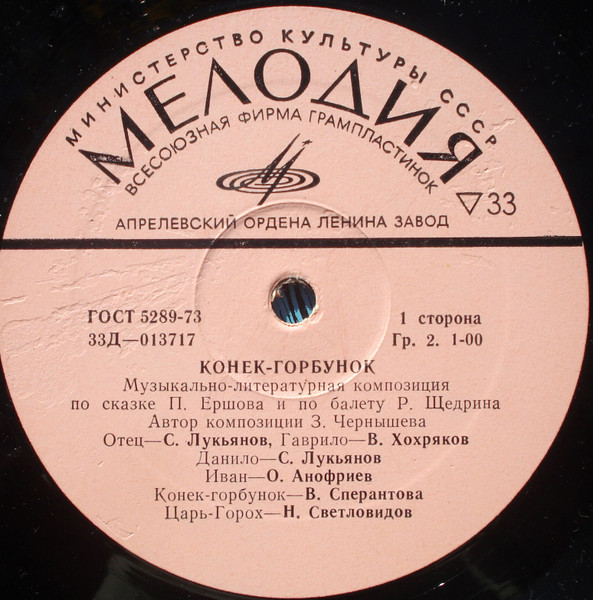 МИНИСТЕРСТВО КУЛЬТУРЫ СССР
МЕЛОДИЯ
ВСЕСОЮЗНАЯ ФИРМА ГРАМПЛАСТИНОК
33
АПРЕЛЕВСКИЙ ОРДЕНА ЛЕНИНА ЗАВОД
ГОСТ 5289-73
33Д—013717
1 сторона
Гр. 2. 1-00
КОНЕК-ГОРБУНОК
Музыкально-литературная композиция
по сказке П. Ершова и по балету Р. Щедрина
Автор композиции З. Чернышева
Отец—С. Лукьянов, Гаврило—В. Хохряков
Данило—С. Лукьянов
Иван—О. Анофриев
Конек-горбунок—В. Сперантова
Царь-Горох—Н. Светловидов